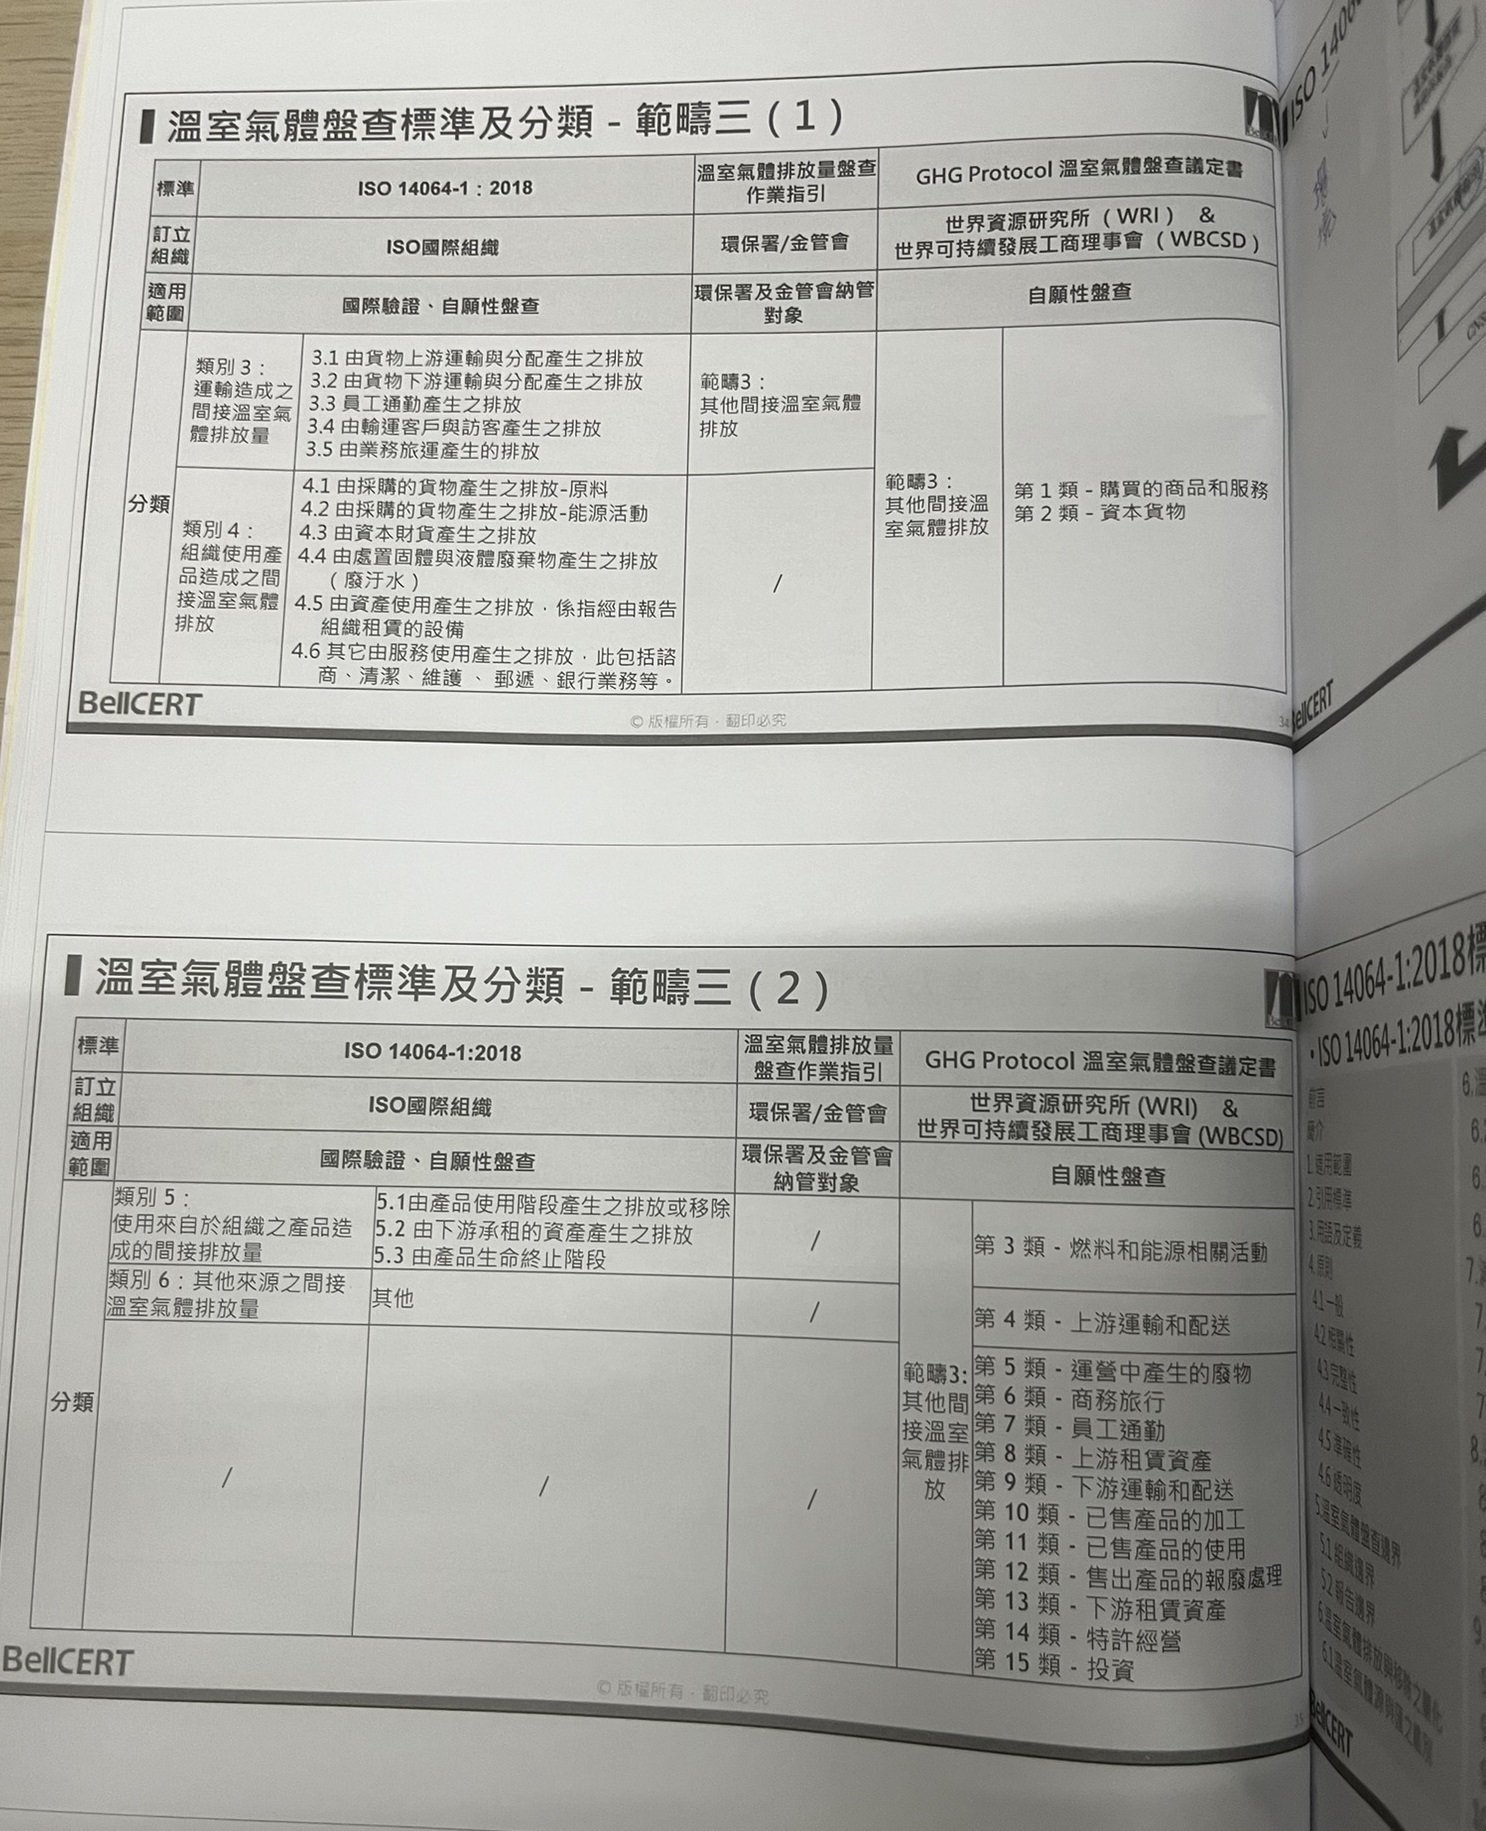 溫室氣體盤查標準及分類 - 範疇三（1）
標準
ISO 14064-1：2018
溫室氣體排放量盤查
作業指引
GHG Protocol 溫室氣體盤查議定書
訂立
組織
ISO國際組織
環保署/金管會
世界資源研究所（WRI） &
世界可持續發展工商理事會（WBCSD）
適用
範圍
國際驗證、自願性盤查
環保署及金管會納管
對象
自願性盤查
分類
類別 3：
運輸造成之
間接溫室氣
體排放量
3.1 由貨物上游運輸與分配產生之排放
3.2 由貨物下游運輸與分配產生之排放
3.3 員工通勤產生之排放
3.4 由輸運客戶與訪客產生之排放
3.5 由業務旅運產生的排放
範疇3：
其他間接溫室氣體
排放
類別 4：
組織使用產
品造成之間
接溫室氣體
排放
4.1 由採購的貨物產生之排放-原料
4.2 由採購的貨物產生之排放-能源活動
4.3 由資本財貨產生之排放
4.4 由處置固體與液體廢棄物產生之排放
（廢汙水）
4.5 由資產使用產生之排放，係指經由報告
組織租賃的設備
4.6 其它由服務使用產生之排放，此包括諮
商、清潔、維護 、 郵遞、銀行業務等。
/
範疇3：
其他間接溫
室氣體排放
第 1 類 - 購買的商品和服務
第 2 類 - 資本貨物
BellCERT
© 版權所有，翻印必究
34
溫室氣體盤查標準及分類 - 範疇三（2）
標準
ISO 14064-1:2018
溫室氣體排放量
盤查作業指引
GHG Protocol 溫室氣體盤查議定書
訂立
組織
ISO國際組織
環保署/金管會
世界資源研究所 (WRI) &
世界可持續發展工商理事會 (WBCSD)
適用
範圍
國際驗證、自願性盤查
環保署及金管會
納管對象
自願性盤查
分類
類別 5：
使用來自於組織之產品造
成的間接排放量
5.1由產品使用階段產生之排放或移除
5.2 由下游承租的資產產生之排放
5.3 由產品生命終止階段
/
類別 6：其他來源之間接
溫室氣體排放量
其他
/
/
/
/
範疇3:
其他間
接溫室
氣體排
放
第 3 類 - 燃料和能源相關活動
第 4 類 - 上游運輸和配送
第 5 類 - 運營中產生的廢物
第 6 類 - 商務旅行
第 7 類 - 員工通勤
第 8 類 - 上游租賃資產
第 9 類 - 下游運輸和配送
第 10 類 - 已售產品的加工
第 11 類 - 已售產品的使用
第 12 類 - 售出產品的報廢處理
第 13 類 - 下游租賃資產
第 14 類 - 特許經營
第 15 類 - 投資
BellCERT
© 版權所有，翻印必究
35
ISO 1406
ellCERT
ISO 14064-1:2018標
・ISO 14064-1:2018標準
前言
簡介
1.適用範圍
2.引用標準
3.用語及定義
4.原則
4.1一般
4.2相關性
4.3完整性
4.4一致性
4.5準確性
4.6透明度
5.溫室氣體盤查邊界
5.1組織邊界
5.2報告邊界
6.溫室氣體排放與移除之量化
6.1溫室氣體源與匯之鑑別
BellCERT